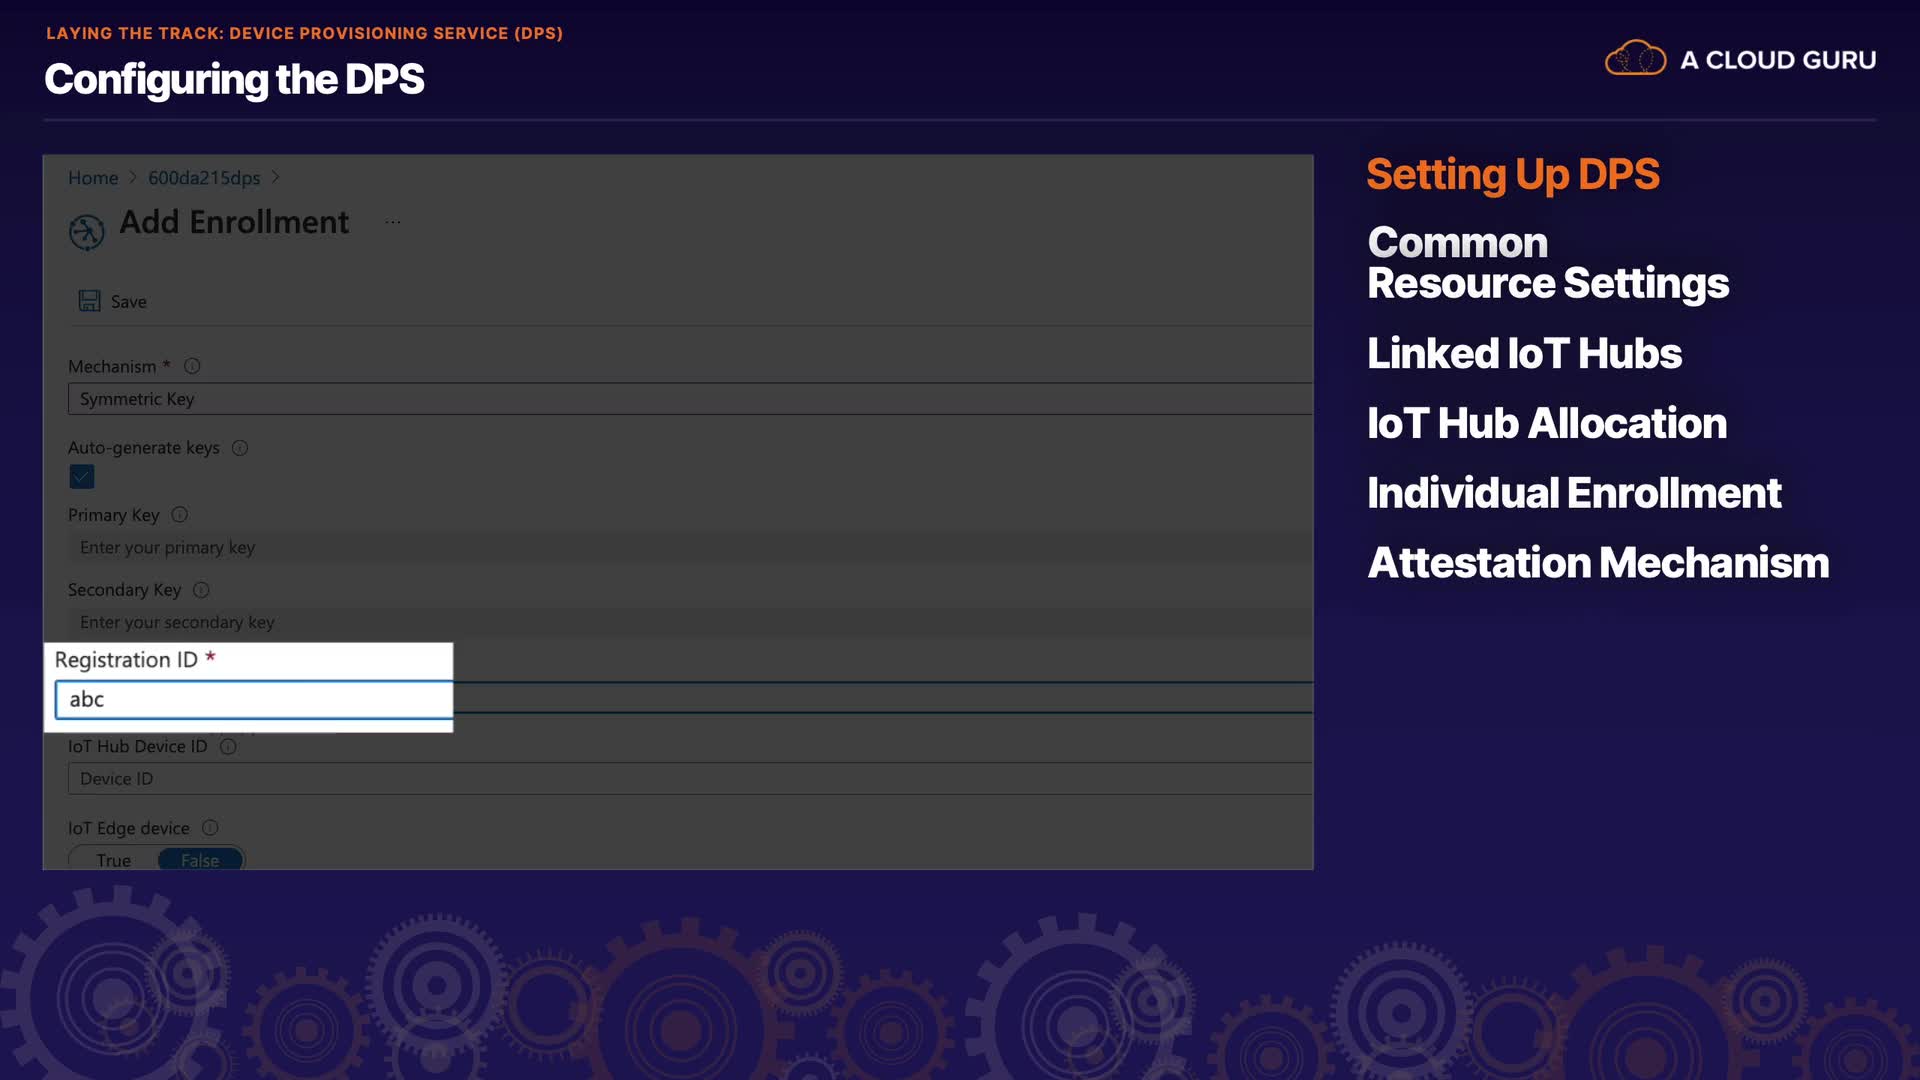 LAYING THE TRACK: DEVICE PROVISIONING SERVICE (DPS)
Configuring the DPS
A CLOUD GURU
Home > 600da215dps >
Add Enrollment ...
Save
Mechanism *
Symmetric Key
Auto-generate keys
Primary Key
Enter your primary key
Secondary Key
Enter your secondary key
Registration ID *
abc
IoT Hub Device ID
Device ID
IoT Edge device
True False
Setting Up DPS
Common
Resource Settings
Linked IoT Hubs
IoT Hub Allocation
Individual Enrollment
Attestation Mechanism